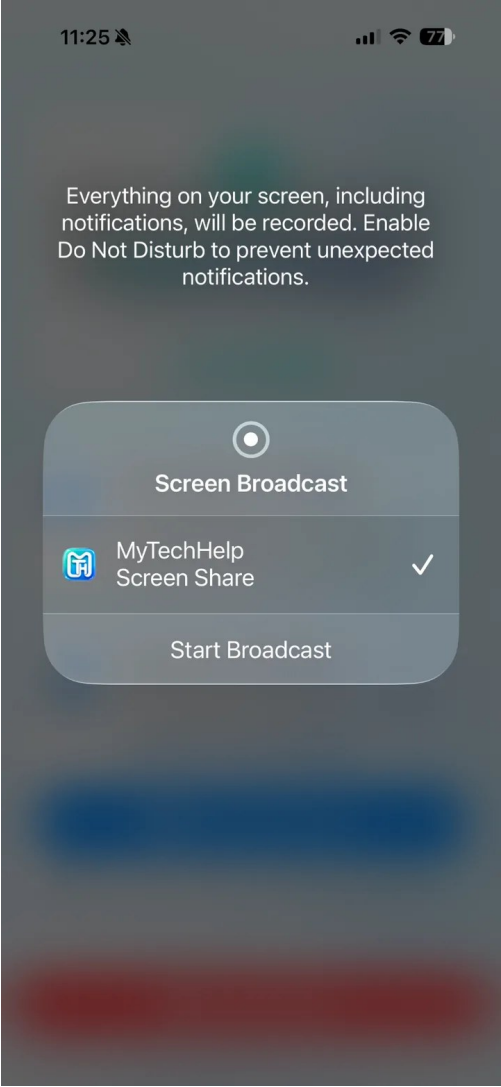 11:25
77
Everything on your screen, including
notifications, will be recorded. Enable
Do Not Disturb to prevent unexpected
notifications.
Screen Broadcast
MyTechHelp
Screen Share
Start Broadcast